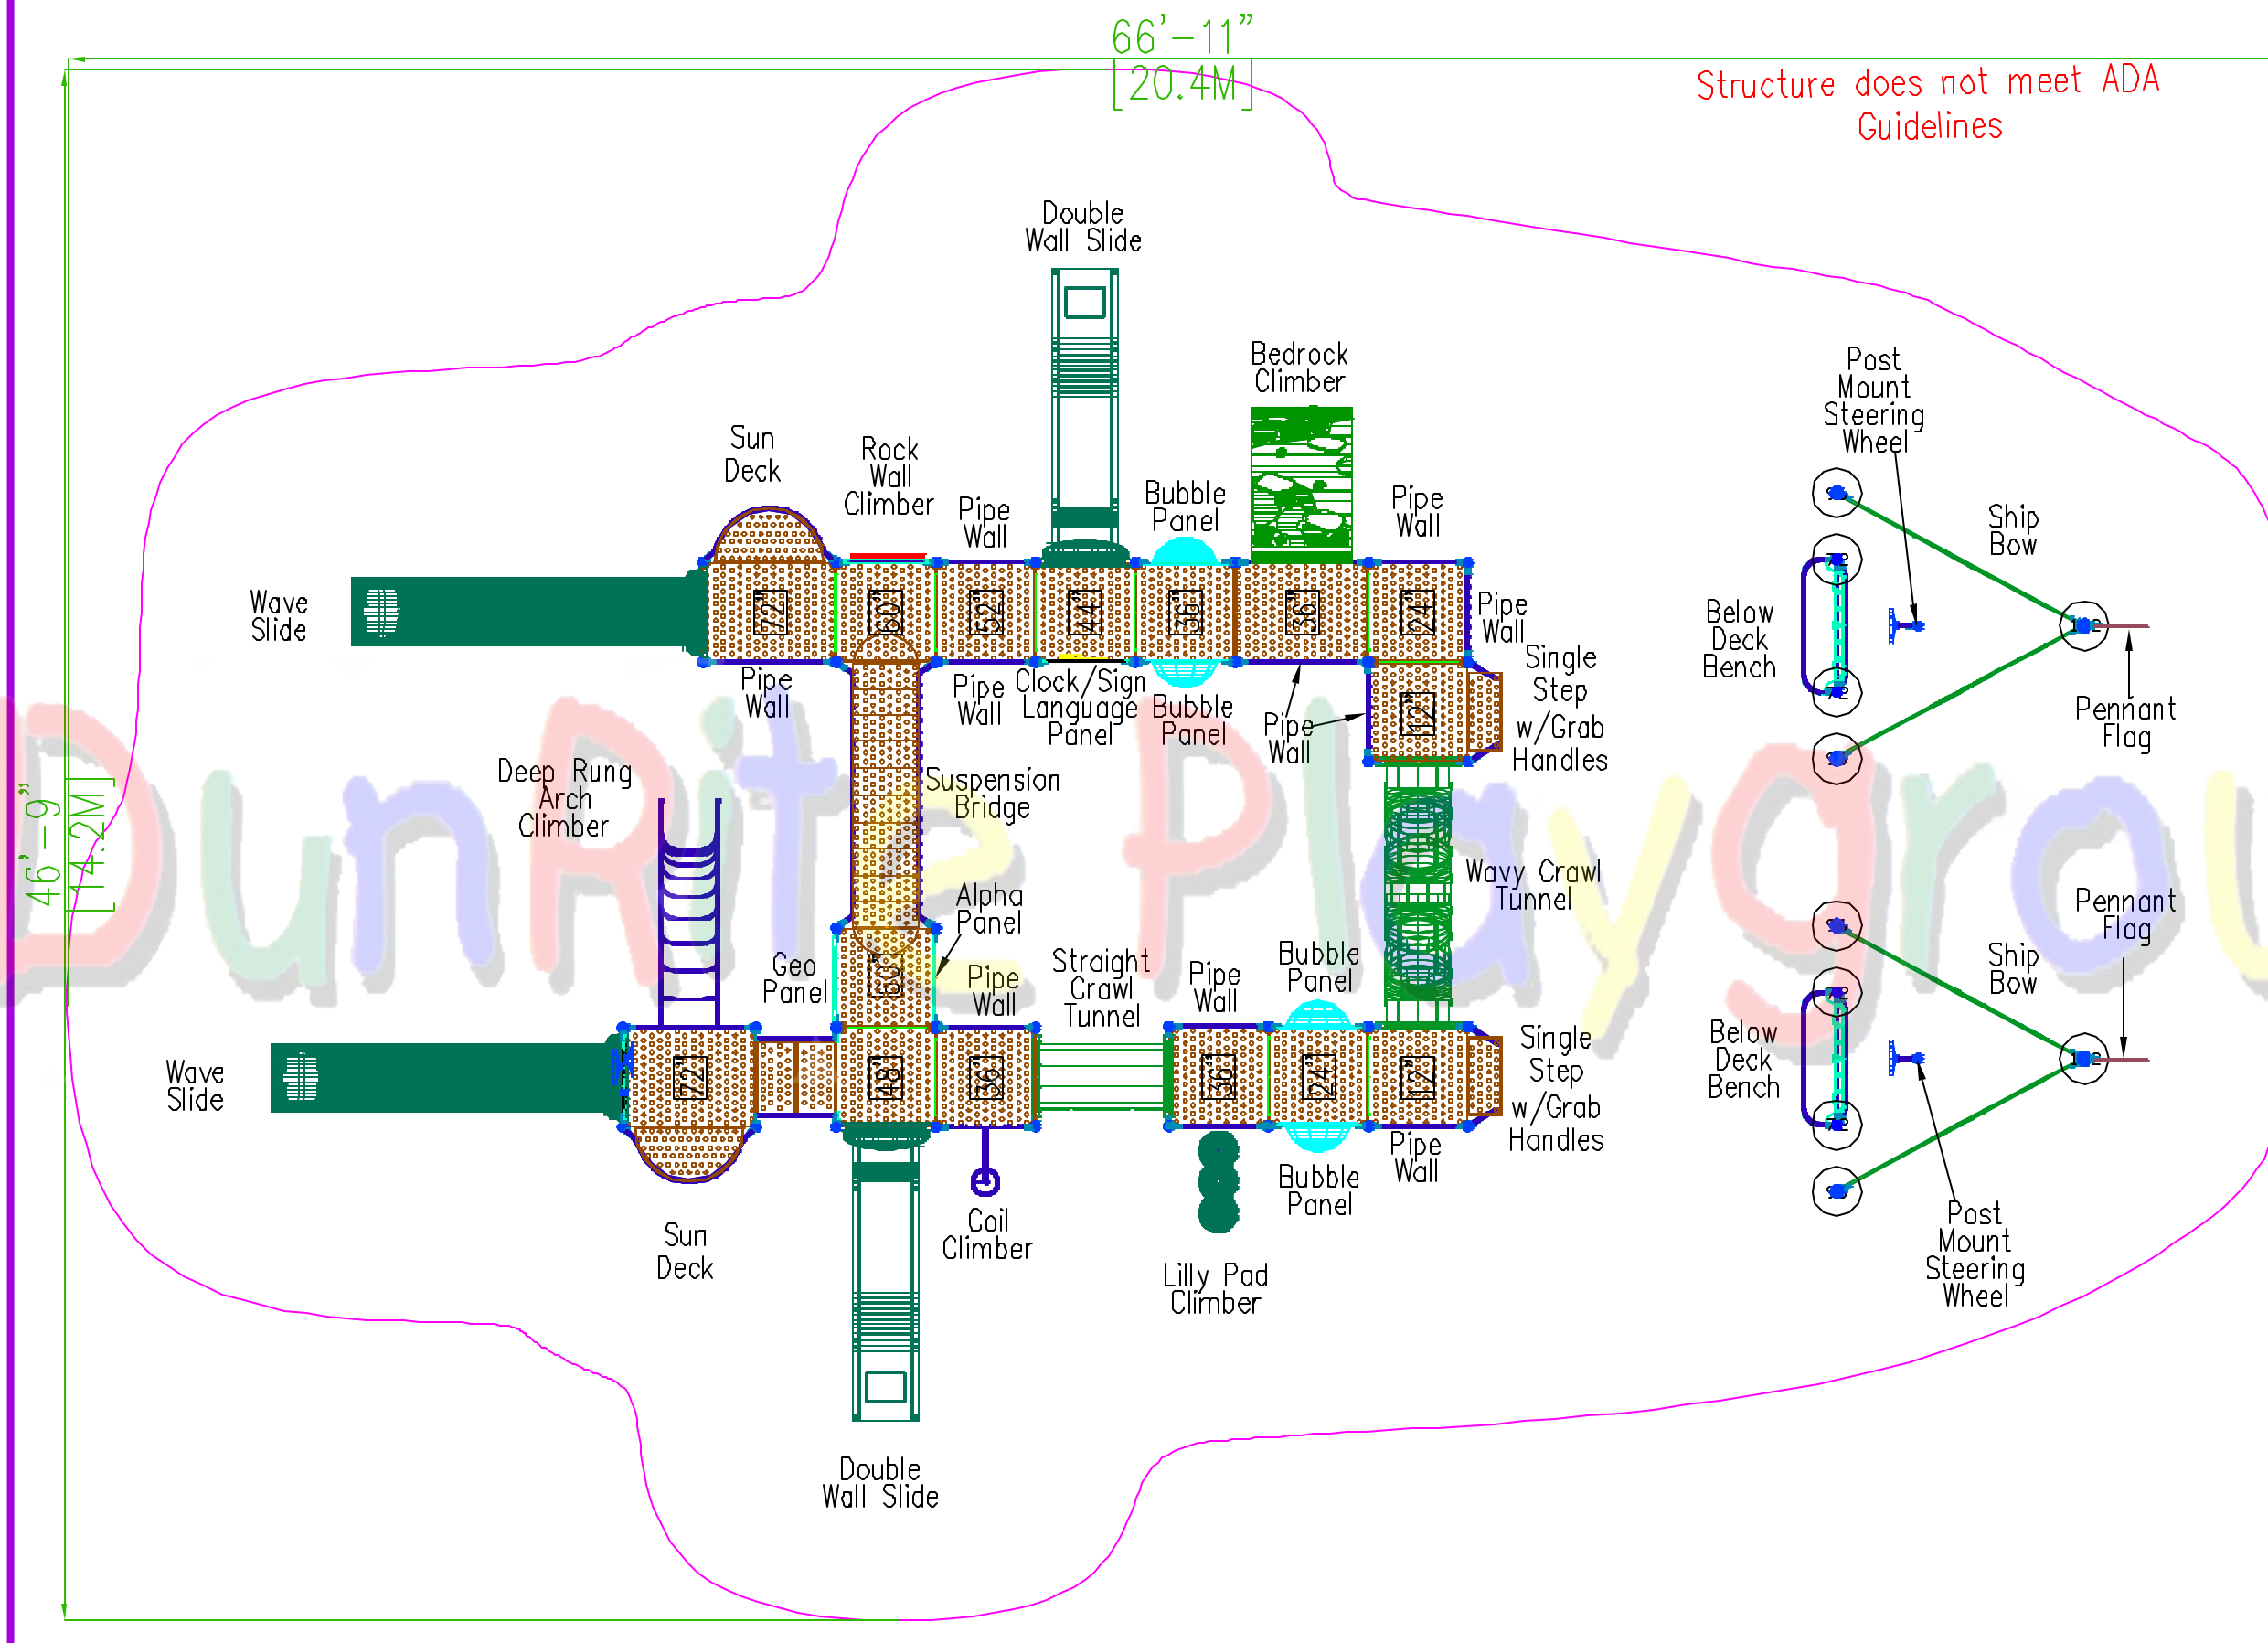 66'-11"
[20.4M]
Structure does not meet ADA
Guidelines
Double
Wall Slide
Bedrock
Climber
Post
Mount
Steering
Wheel
Sun
Deck
Rock
Wall
Climber
Pipe
Wall
Bubble
Panel
Pipe
Wall
Ship
Bow
Wave
Slide
72"
60"
52"
44"
36"
36"
24"
Pipe
Wall
Below
Deck
Bench
72
72
Single
Step
w/Grab
Handles
Pipe
Wall
Pipe
Wall
Clock/Sign
Language
Panel
Bubble
Panel
Pipe
Wall
12"
Pennant
Flag
Deep Rung
Arch
Climber
Suspension
Bridge
46'-9"
[14.2M]
DunRite Playgrou
Wavy Crawl
Tunnel
Alpha
Panel
Pennant
Flag
Geo
Panel
60"
Pipe
Wall
Straight
Crawl
Tunnel
Pipe
Wall
Bubble
Panel
Ship
Bow
Wave
Slide
72"
48"
36"
36"
24"
12"
Single
Step
w/Grab
Handles
Below
Deck
Bench
72
72
Sun
Deck
Coil
Climber
Lilly Pad
Climber
Bubble
Panel
Pipe
Wall
Post
Mount
Steering
Wheel
Double
Wall Slide